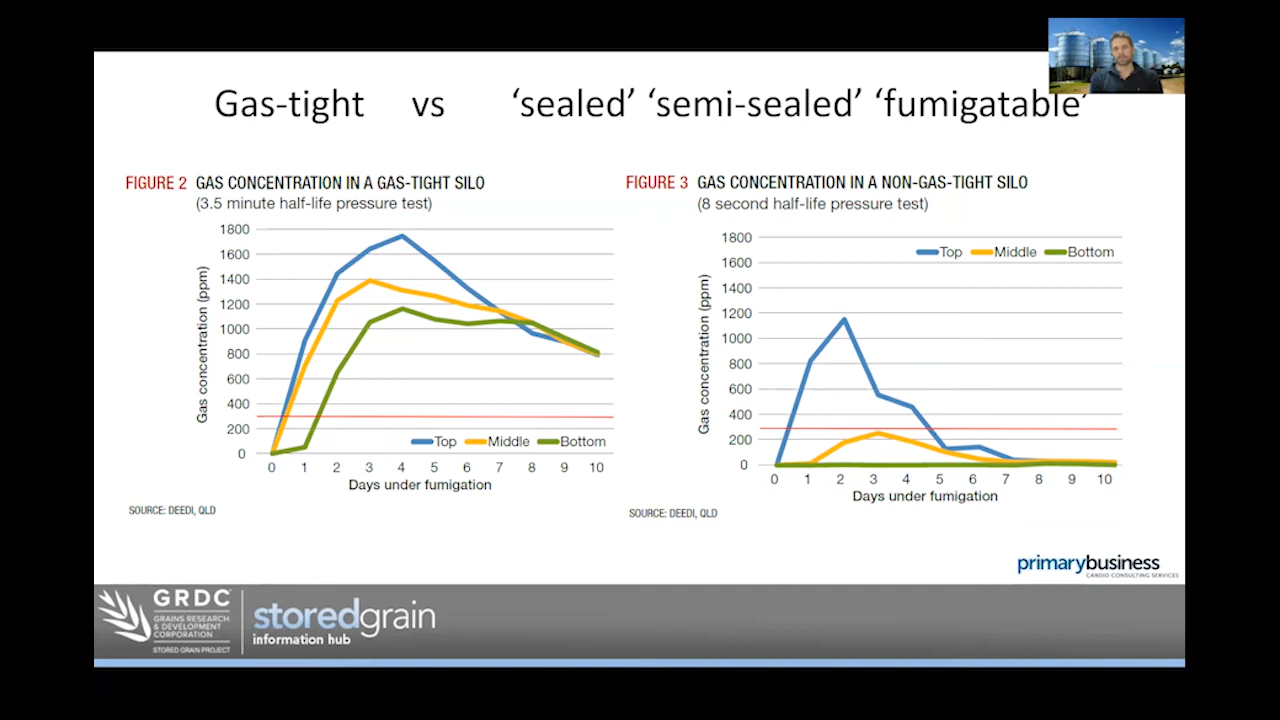 Gas-tight vs ‘sealed’ ‘semi-sealed’ ‘fumigatable’
FIGURE 2 GAS CONCENTRATION IN A GAS-TIGHT SILO
(3.5 minute half-life pressure test)
1800
1600
1400
1200
1000
800
600
400
200
0
Gas concentration (ppm)
Top Middle Bottom
0 1 2 3 4 5 6 7 8 9 10
Days under fumigation
SOURCE: DEEDI, QLD
FIGURE 3 GAS CONCENTRATION IN A NON-GAS-TIGHT SILO
(8 second half-life pressure test)
1800
1600
1400
1200
1000
800
600
400
200
0
Gas concentration (ppm)
Top Middle Bottom
0 1 2 3 4 5 6 7 8 9 10
Days under fumigation
SOURCE: DEEDI, QLD
primarybusiness
CANDID CONSULTING SERVICES
GRDC
GRAINS RESEARCH
& DEVELOPMENT
CORPORATION
STORED GRAIN PROJECT
storedgrain
information hub